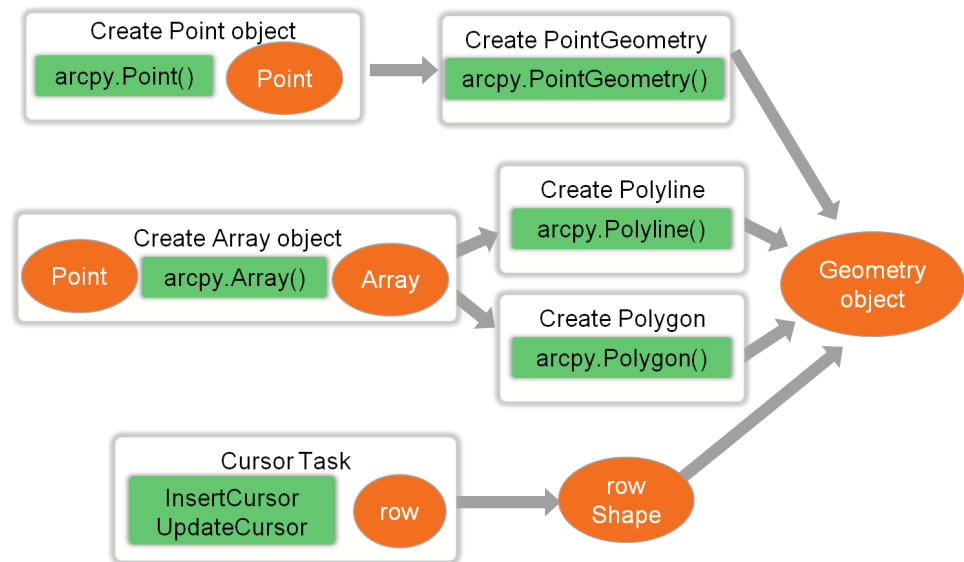 Create Point object
arcpy.Point()
Point
Create PointGeometry
arcpy.PointGeometry()
Create Array object
Point
arcpy.Array()
Array
Create Polyline
arcpy.Polyline()
Create Polygon
arcpy.Polygon()
Geometry
object
Cursor Task
InsertCursor
UpdateCursor
row
row
Shape